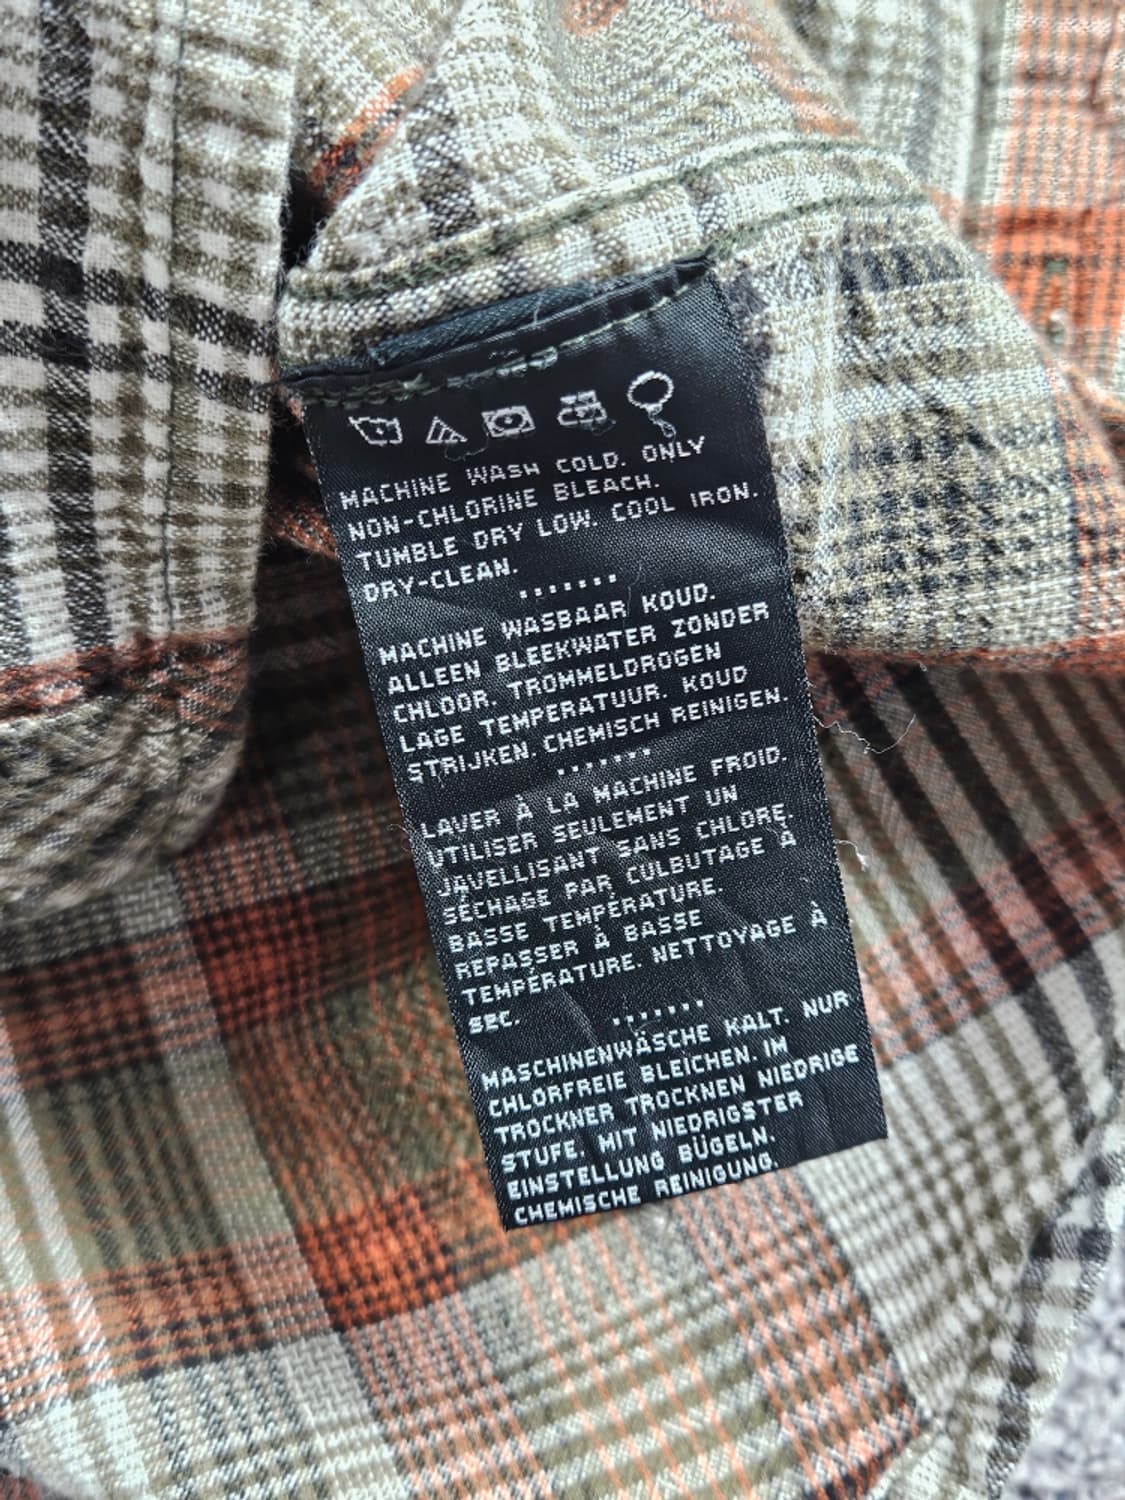 MACHINE WASH COLD. ONLY
NON-CHLORINE BLEACH.
TUMBLE DRY LOW. COOL IRON.
DRY-CLEAN.
.......
MACHINE WASBAAR KOUD.
ALLEEN BLEEKWATER ZONDER
CHLOOR. TROMMELDROGEN
LAGE TEMPERATUUR. KOUD
STRIJKEN. CHEMISCH REINIGEN.
.......
LAVER À LA MACHINE FROID.
UTILISER SEULEMENT UN
JAVELLISANT SANS CHLORE.
SÉCHAGE PAR CULBUTAGE À
BASSE TEMPÉRATURE.
REPASSER À BASSE
TEMPÉRATURE. NETTOYAGE À
SEC.
.......
MASCHINENWÄSCHE KALT. NUR
CHLORFREIE BLEICHEN. IM
TROCKNER TROCKNEN NIEDRIGE
STUFE. MIT NIEDRIGSTER
EINSTELLUNG BÜGELN.
CHEMISCHE REINIGUNG.